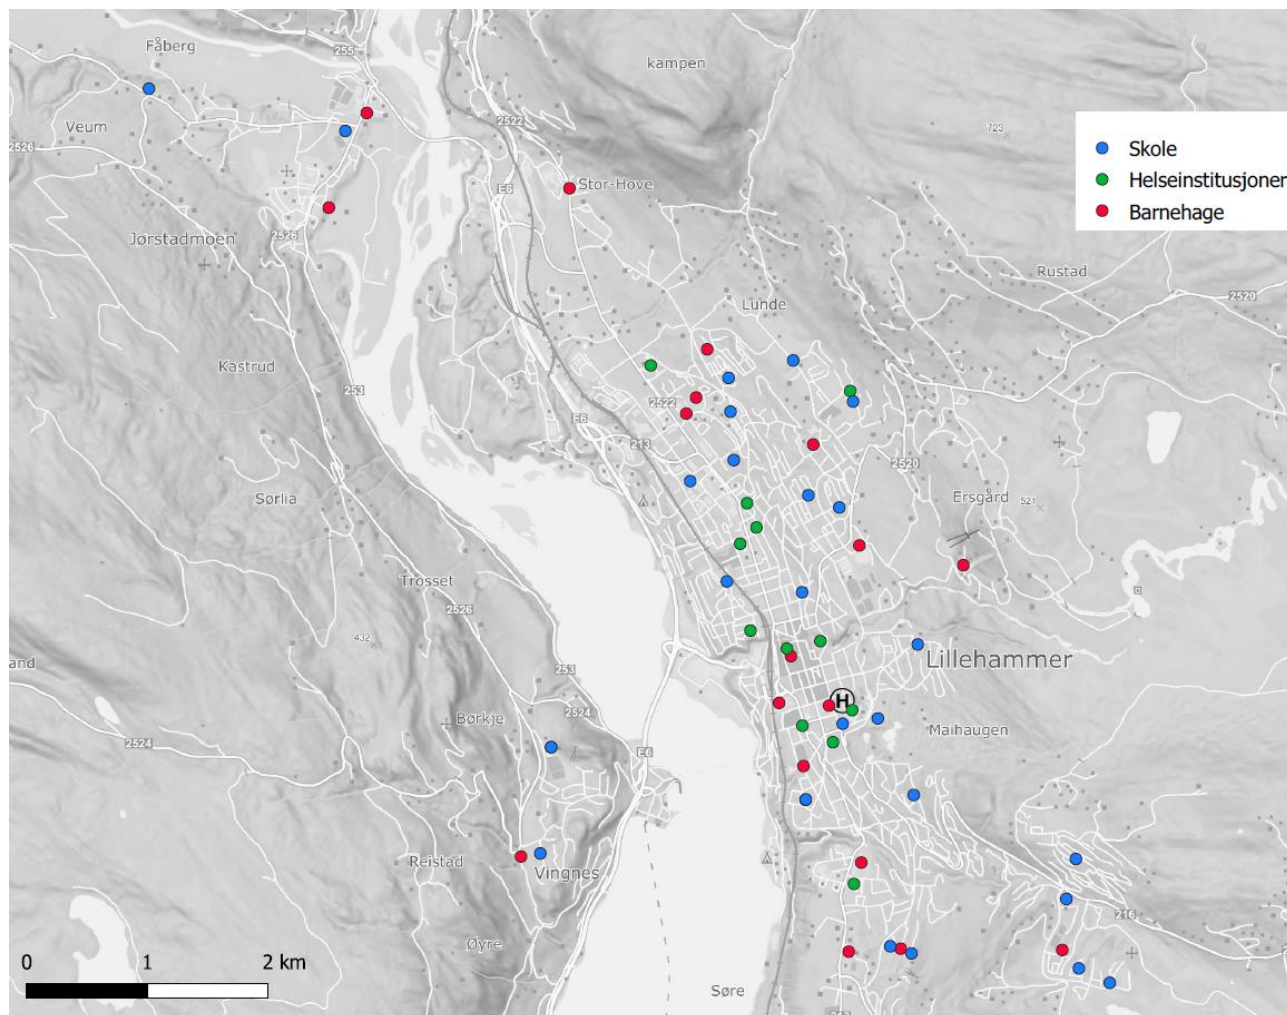 Fåberg
255
kampen
Veum
2526
2522
723
Skole
Helseinstitusjoner
Barnehage
E6
Stor-Hove
Jørstadmoen
2526
Rustad
2520
Lunde
Kastrud
253
2522
E6
213
2520
Sørlia
Ersgård
521
Trosset
2526
432
and
253
Lillehammer
H
2524
Børkje
2524
Maihaugen
E6
Reistad
Vingnes
216
Øyre
0 1 2 km
Søre